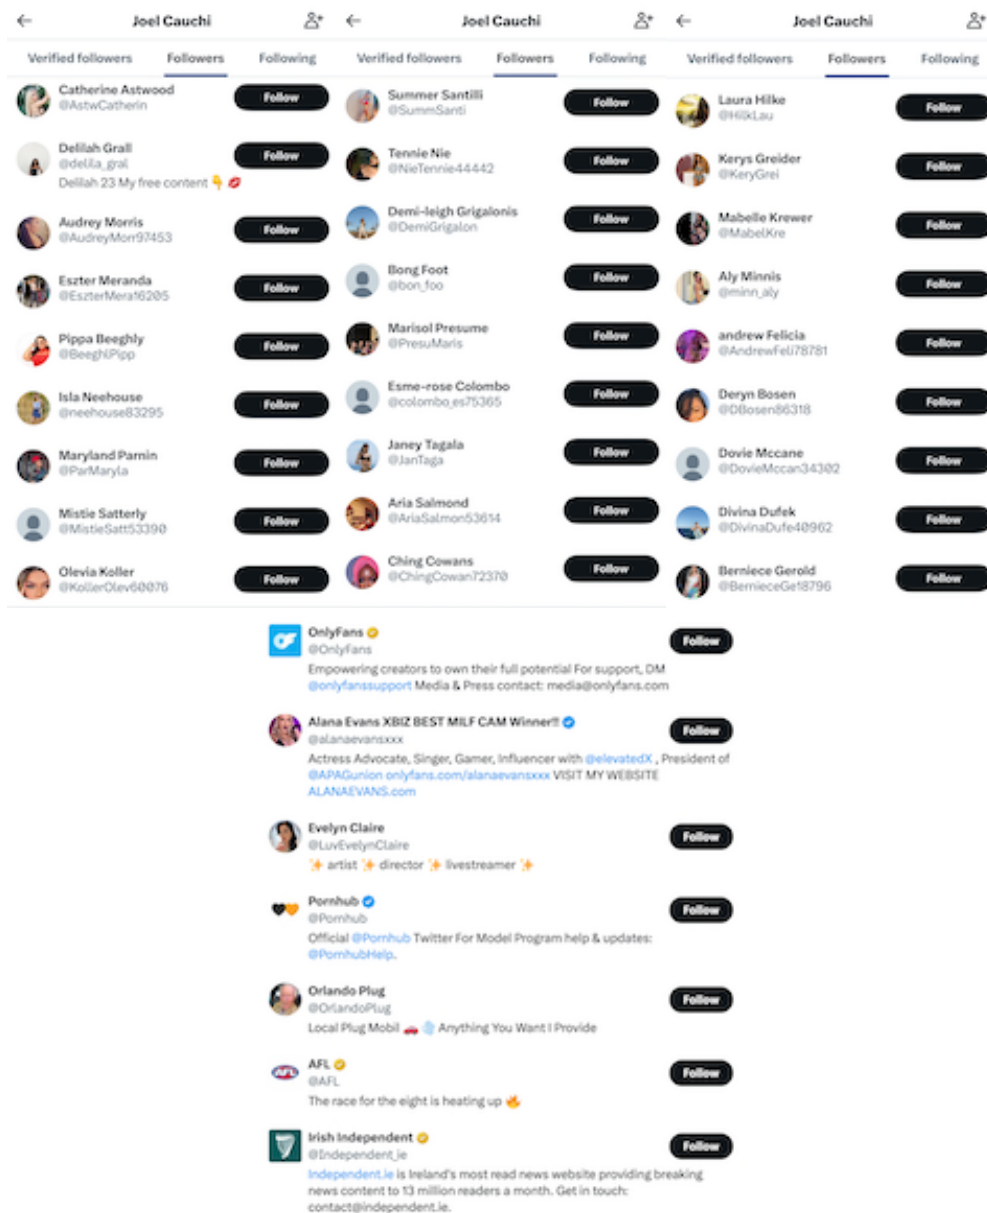 Joel Cauchi
Verified followers Followers Following
Catherine Astwood
@AstwCatherin
Follow
Delilah Grall
@delila_gral
Follow
Delilah 23 My free content 👇 💋
Audrey Morris
@AudreyMorr97453
Follow
Eszter Meranda
@EszterMera16205
Follow
Pippa Beeghly
@BeeghlPipp
Follow
Isla Neehouse
@neehouse83295
Follow
Maryland Parnin
@ParMaryla
Follow
Mistie Satterly
@MistieSatt53390
Follow
Olevia Koller
@KollerOlev60076
Follow
Joel Cauchi
Verified followers Followers Following
Summer Santilli
@SummSanti
Follow
Tennie Nie
@NieTennie44442
Follow
Demi-leigh Grigalonis
@DemiGrigalon
Follow
Bong Foot
@bon_foo
Follow
Marisol Presume
@PresuMaris
Follow
Esme-rose Colombo
@colombo_es75365
Follow
Janey Tagala
@JanTaga
Follow
Aria Salmond
@AriaSalmon53614
Follow
Ching Cowans
@ChingCowan72370
Follow
Joel Cauchi
Verified followers Followers Following
Laura Hilke
@HilkLau
Follow
Kerys Greider
@KeryGrei
Follow
Mabelle Krewer
@MabelKre
Follow
Aly Minnis
@minn_aly
Follow
andrew Felicia
@AndrewFeli78781
Follow
Deryn Bosen
@DBosen86318
Follow
Dovie Mccane
@DovieMccan34302
Follow
Divina Dufek
@DivinaDufe40962
Follow
Berniece Gerold
@BernieceGe18796
Follow
OnlyFans
@OnlyFans
Follow
Empowering creators to own their full potential For support, DM
@onlyfanssupport Media & Press contact: media@onlyfans.com
Alana Evans XBIZ BEST MILF CAM Winner!!
@alanaevansxxx
Follow
Actress Advocate, Singer, Gamer, Influencer with @elevatedX , President of
@APAGunion onlyfans.com/alanaevansxxx VISIT MY WEBSITE
ALANAEVANS.com
Evelyn Claire
@LuvEvelynClaire
Follow
✨ artist ✨ director ✨ livestreamer ✨
Pornhub
@Pornhub
Follow
Official @Pornhub Twitter For Model Program help & updates:
@PornhubHelp.
Orlando Plug
@OrlandoPlug
Follow
Local Plug Mobil 🚗 💨 Anything You Want I Provide
AFL
AFL
@AFL
Follow
The race for the eight is heating up 🔥
Irish Independent
@Independent_ie
Follow
Independent.ie is Ireland's most read news website providing breaking
news content to 13 million readers a month. Get in touch:
contact@independent.ie.